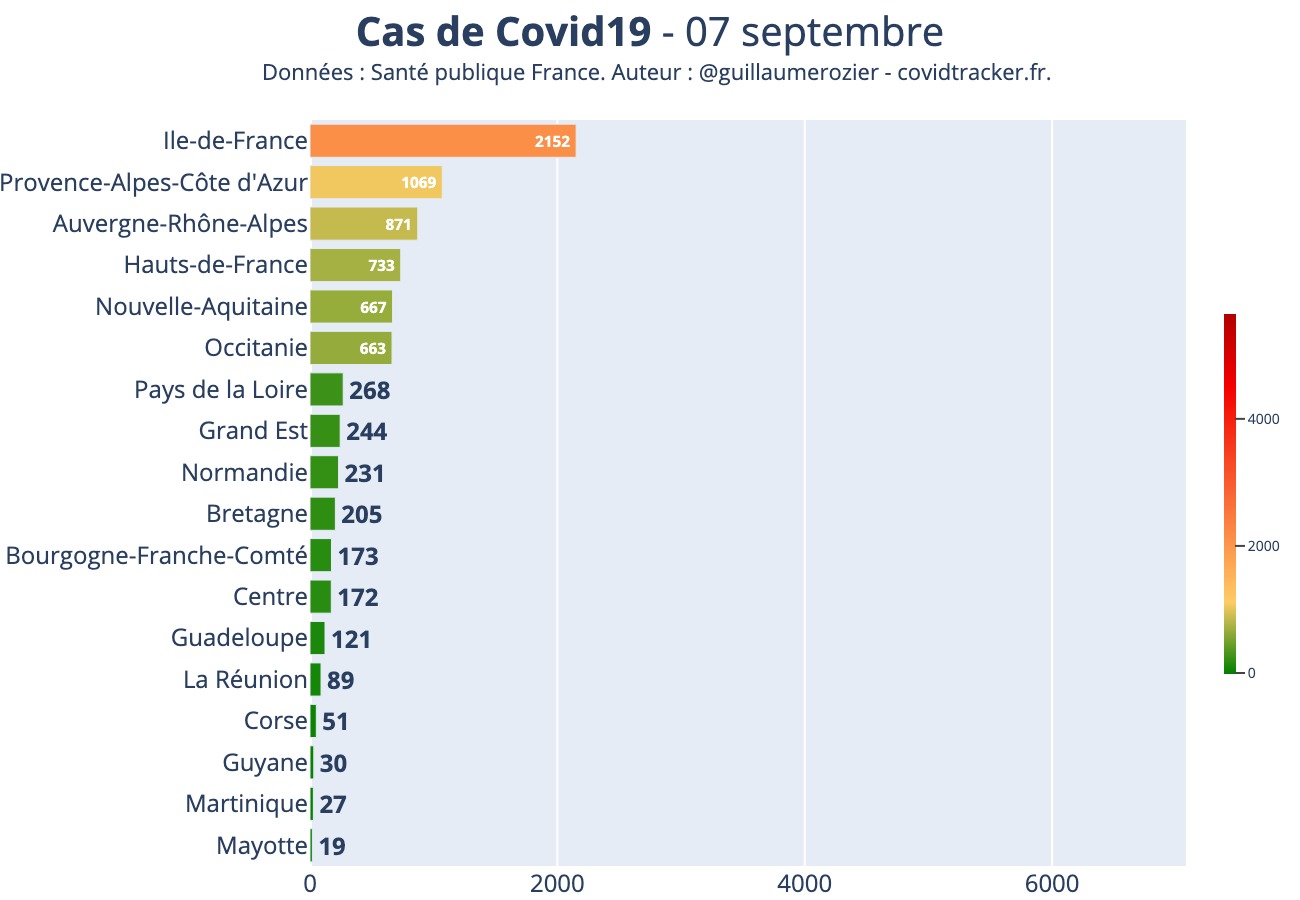 Cas de Covid19 - 07 septembre
Données : Santé publique France. Auteur : @guillaumerozier - covidtracker.fr.
Ile-de-France 2152
Provence-Alpes-Côte d'Azur 1069
Auvergne-Rhône-Alpes 871
Hauts-de-France 733
Nouvelle-Aquitaine 667
Occitanie 663
Pays de la Loire 268
Grand Est 244
Normandie 231
Bretagne 205
Bourgogne-Franche-Comté 173
Centre 172
Guadeloupe 121
La Réunion 89
Corse 51
Guyane 30
Martinique 27
Mayotte 19
0 2000 4000 6000
4000
2000
0